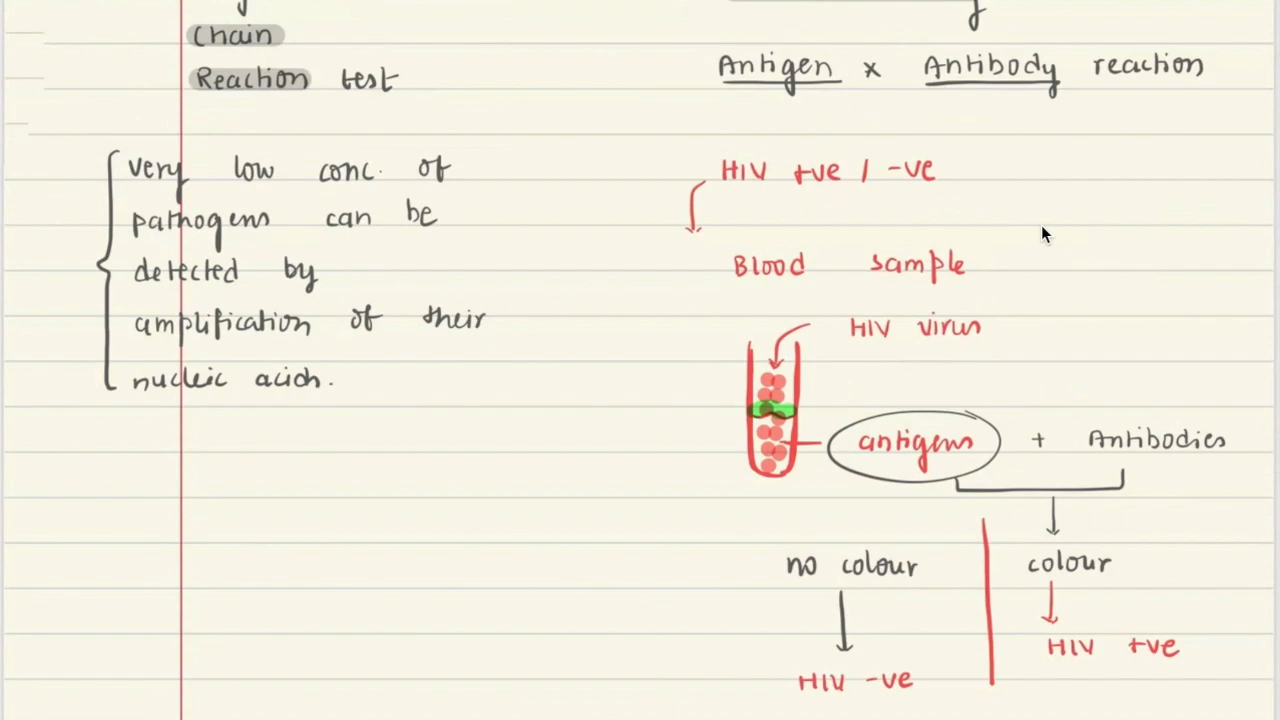 Chain
Reaction test
very low conc. of
pathogens can be
detected by
amplification of their
nucleic acids.
Antigen x Antibody reaction
HIV +ve / -ve
Blood sample
HIV virus
antigens + Antibodies
no colour
colour
HIV -ve
HIV +ve